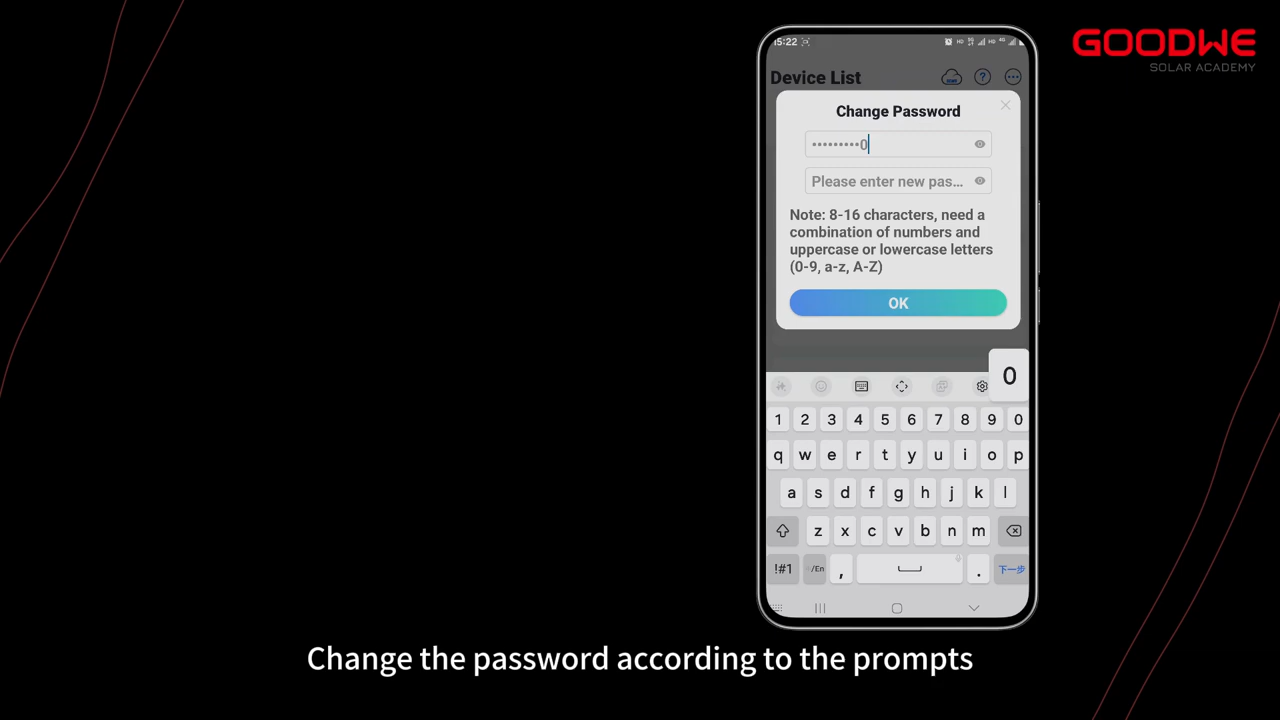 GOODWE
SOLAR ACADEMY
15:22
Device List
Change Password
•••••••••0
Please enter new pas...
Note: 8-16 characters, need a
combination of numbers and
uppercase or lowercase letters
(0-9, a-z, A-Z)
OK
0
1 2 3 4 5 6 7 8 9 0
q w e r t y u i o p
a s d f g h j k l
z x c v b n m
!#1 /En , . 下一步
Change the password according to the prompts